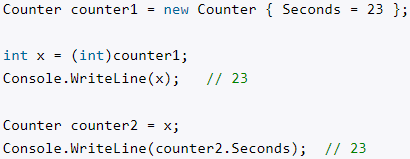 Counter counter1 = new Counter { Seconds = 23 };
int x = (int)counter1;
Console.WriteLine(x);   // 23
Counter counter2 = x;
Console.WriteLine(counter2.Seconds);  // 23